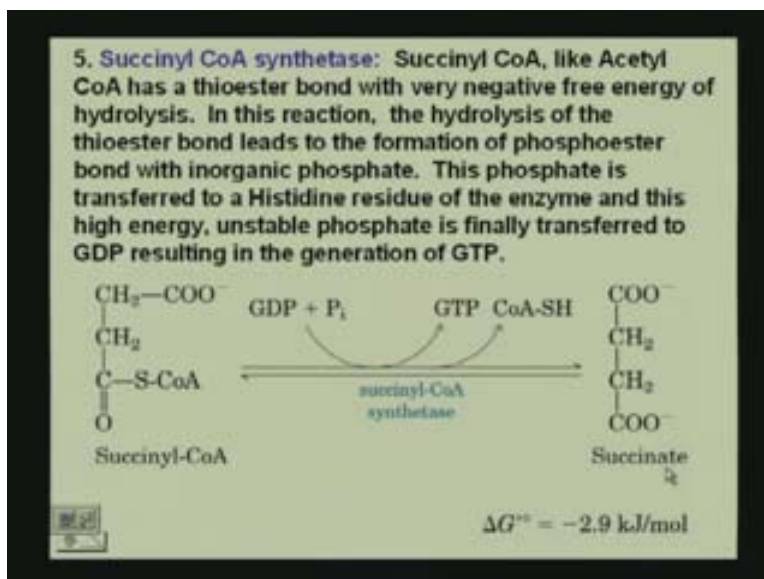 5. Succinyl CoA synthetase: Succinyl CoA, like Acetyl
CoA has a thioester bond with very negative free energy of
hydrolysis. In this reaction, the hydrolysis of the
thioester bond leads to the formation of phosphoester
bond with inorganic phosphate. This phosphate is
transferred to a Histidine residue of the enzyme and this
high energy, unstable phosphate is finally transferred to
GDP resulting in the generation of GTP.
CH₂—COO⁻
CH₂
C—S-CoA
O
Succinyl-CoA
GDP + Pᵢ
GTP CoA-SH
succinyl-CoA
synthetase
COO⁻
CH₂
CH₂
COO⁻
Succinate
ΔG'° = −2.9 kJ/mol